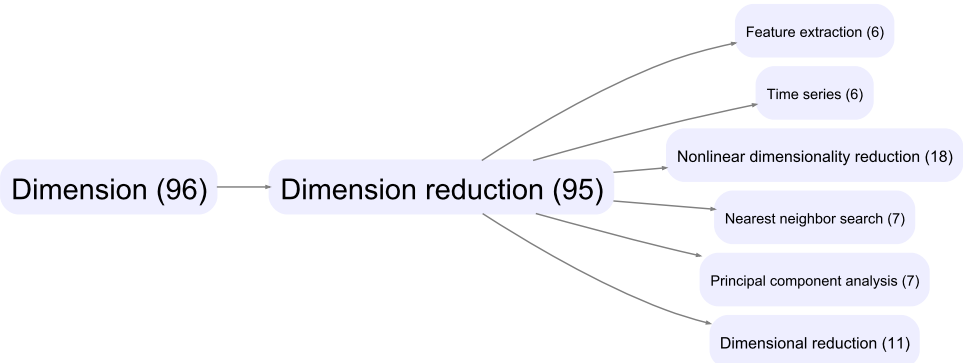 Dimension (96)
Dimension reduction (95)
Feature extraction (6)
Time series (6)
Nonlinear dimensionality reduction (18)
Nearest neighbor search (7)
Principal component analysis (7)
Dimensional reduction (11)